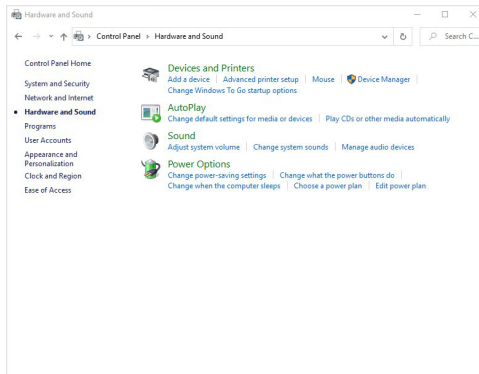 Hardware and Sound
Control Panel > Hardware and Sound
Search C...
Control Panel Home
System and Security
Network and Internet
Hardware and Sound
Programs
User Accounts
Appearance and
Personalization
Clock and Region
Ease of Access
Devices and Printers
Add a device | Advanced printer setup | Mouse | Device Manager |
Change Windows To Go startup options
AutoPlay
Change default settings for media or devices | Play CDs or other media automatically
Sound
Adjust system volume | Change system sounds | Manage audio devices
Power Options
Change power-saving settings | Change what the power buttons do |
Change when the computer sleeps | Choose a power plan | Edit power plan